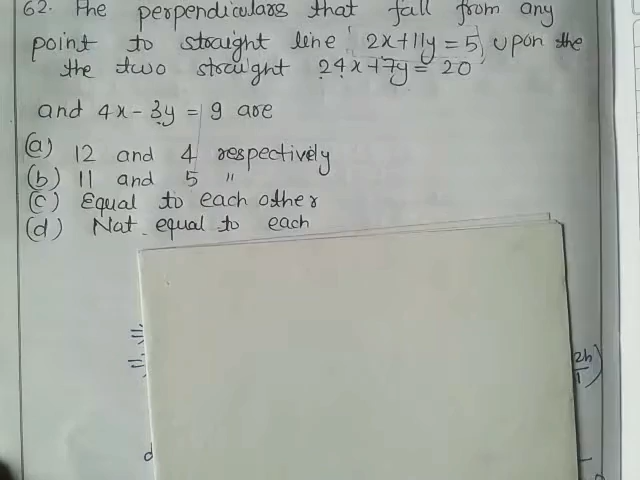 62. The perpendiculars that fall from any
point to straight line 2x+11y = 5, upon the
the two straight 24x+7y = 20
and 4x - 3y = 9 are
(a) 12 and 4 respectively
(b) 11 and 5 "
(c) Equal to each other
(d) Not equal to each
2h
1
d